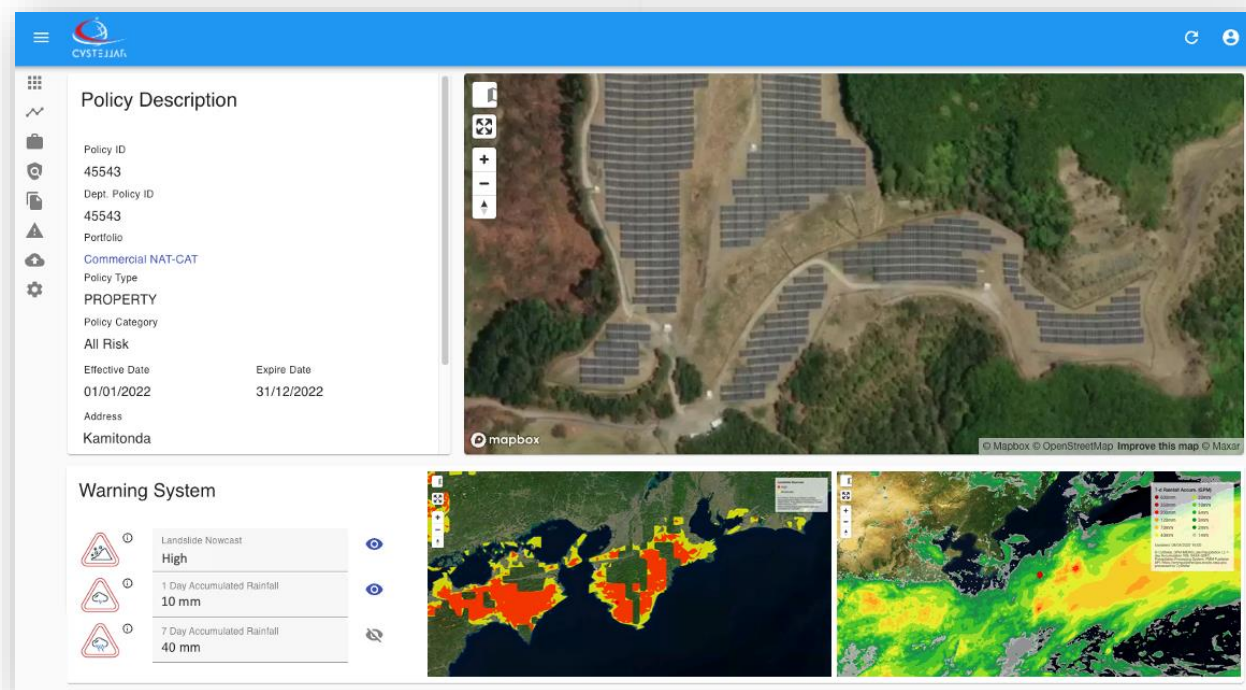 CYSTELLAR
Policy Description
Policy ID
45543
Dept. Policy ID
45543
Portfolio
Commercial NAT-CAT
Policy Type
PROPERTY
Policy Category
All Risk
Effective Date Expire Date
01/01/2022 31/12/2022
Address
Kamitonda
mapbox
© Mapbox © OpenStreetMap Improve this map © Maxar
Warning System
Landslide Nowcast
High
1 Day Accumulated Rainfall
10 mm
7 Day Accumulated Rainfall
40 mm